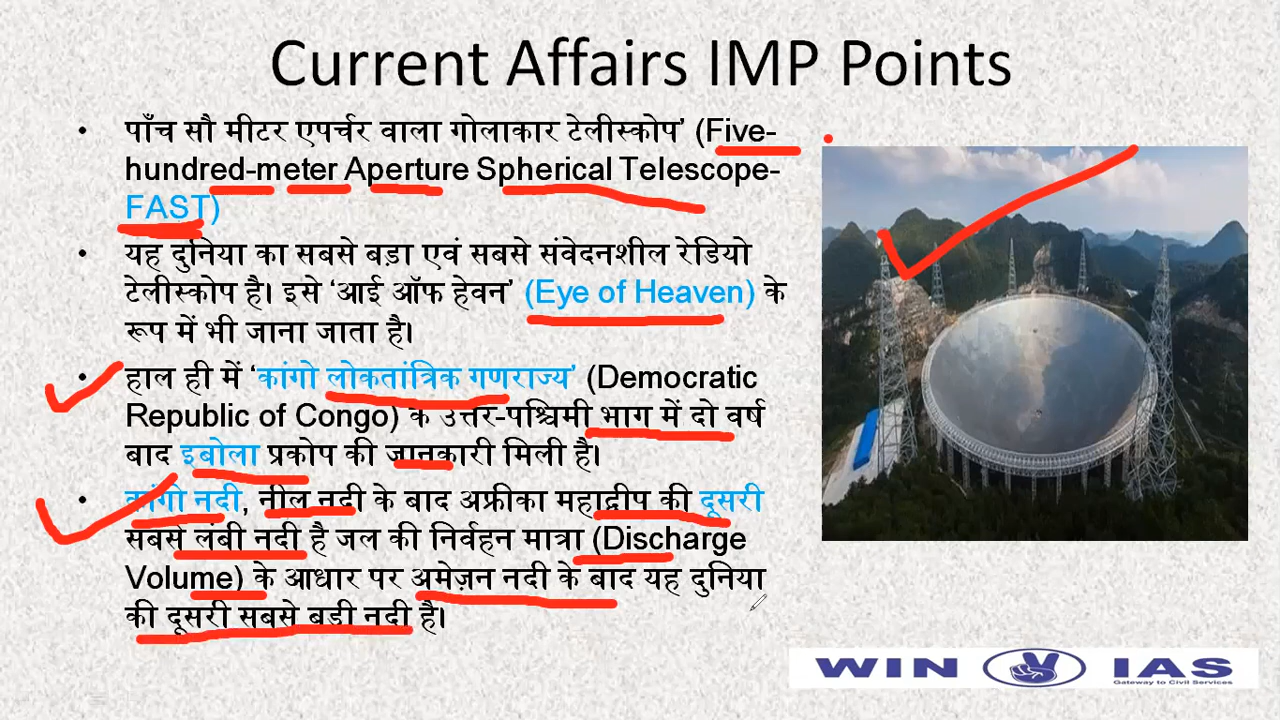 Current Affairs IMP Points
• पाँच सौ मीटर एपर्चर वाला गोलाकार टेलीस्कोप' (Five-
hundred-meter Aperture Spherical Telescope-
FAST)
• यह दुनिया का सबसे बड़ा एवं सबसे संवेदनशील रेडियो
टेलीस्कोप है। इसे 'आई ऑफ हेवन' (Eye of Heaven) के
रूप में भी जाना जाता है।
• हाल ही में 'कांगो लोकतांत्रिक गणराज्य' (Democratic
Republic of Congo) के उत्तर-पश्चिमी भाग में दो वर्ष
बाद इबोला प्रकोप की जानकारी मिली है।
• कांगो नदी, नील नदी के बाद अफ्रीका महाद्वीप की दूसरी
सबसे लंबी नदी है जल की निर्वहन मात्रा (Discharge
Volume) के आधार पर अमेज़न नदी के बाद यह दुनिया
की दूसरी सबसे बड़ी नदी है।
WIN IAS
Gateway to Civil Services